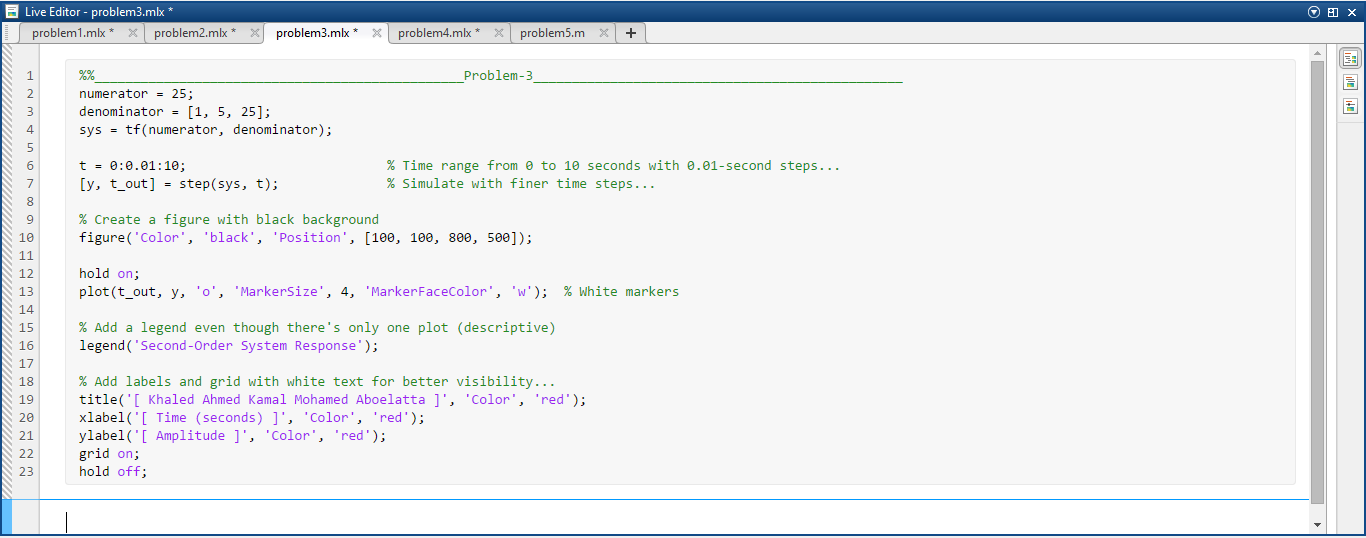 Live Editor - problem3.mlx *
problem1.mlx * problem2.mlx * problem3.mlx * problem4.mlx * problem5.m
1 %%________________________________________________Problem-3________________________________________________
2 numerator = 25;
3 denominator = [1, 5, 25];
4 sys = tf(numerator, denominator);
5
6 t = 0:0.01:10; % Time range from 0 to 10 seconds with 0.01-second steps...
7 [y, t_out] = step(sys, t); % Simulate with finer time steps...
8
9 % Create a figure with black background
10 figure('Color', 'black', 'Position', [100, 100, 800, 500]);
11
12 hold on;
13 plot(t_out, y, 'o', 'MarkerSize', 4, 'MarkerFaceColor', 'w'); % White markers
14
15 % Add a legend even though there's only one plot (descriptive)
16 legend('Second-Order System Response');
17
18 % Add labels and grid with white text for better visibility...
19 title('[ Khaled Ahmed Kamal Mohamed Aboelatta ]', 'Color', 'red');
20 xlabel('[ Time (seconds) ]', 'Color', 'red');
21 ylabel('[ Amplitude ]', 'Color', 'red');
22 grid on;
23 hold off;